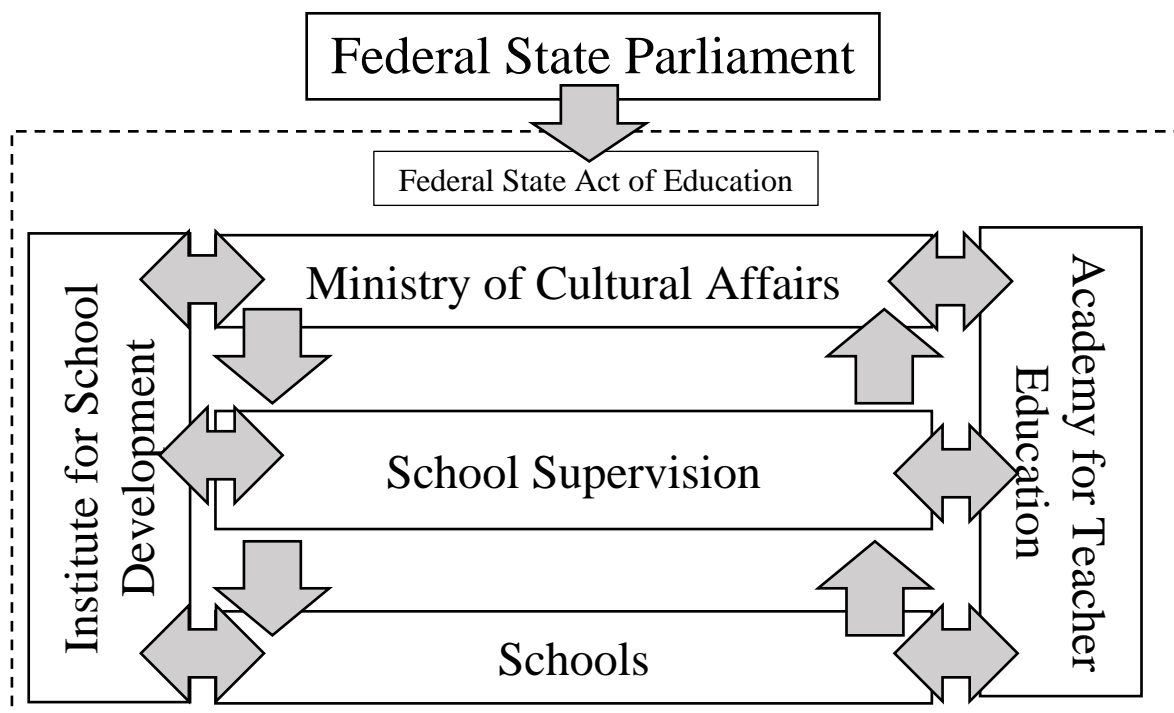 Federal State Parliament
Federal State Act of Education
Institute for School
Development
Ministry of Cultural Affairs
School Supervision
Schools
Academy for Teacher
Education